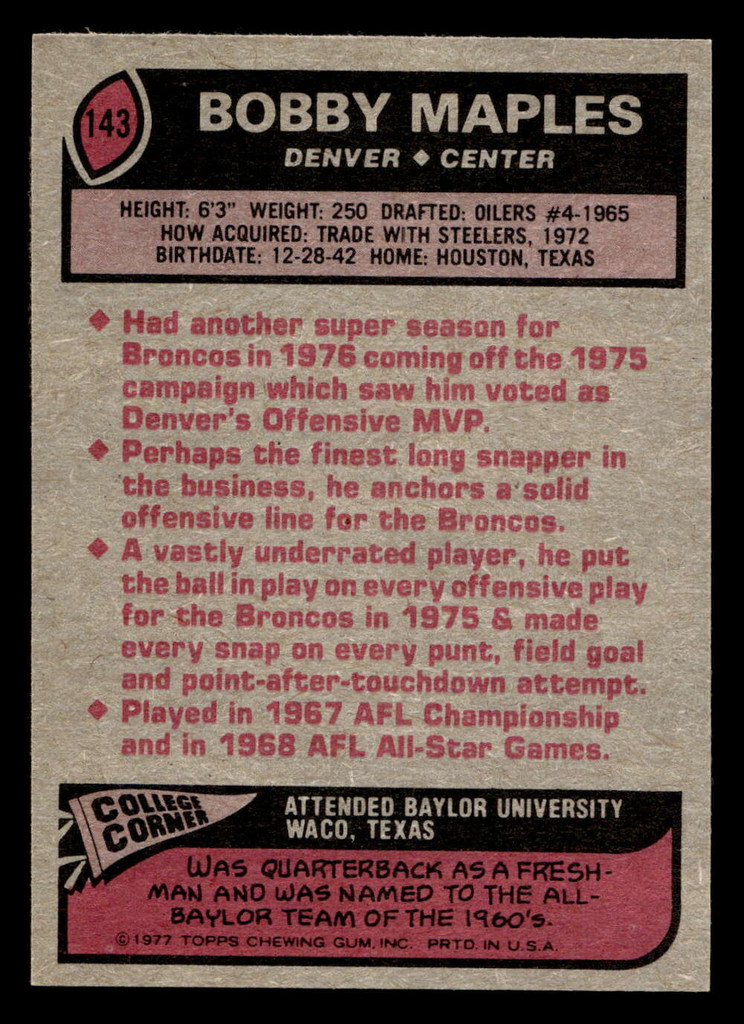 143
BOBBY MAPLES
DENVER ◆ CENTER
HEIGHT: 6'3" WEIGHT: 250 DRAFTED: OILERS #4-1965
HOW ACQUIRED: TRADE WITH STEELERS, 1972
BIRTHDATE: 12-28-42 HOME: HOUSTON, TEXAS
◆ Had another super season for
Broncos in 1976 coming off the 1975
campaign which saw him voted as
Denver's Offensive MVP.
◆ Perhaps the finest long snapper in
the business, he anchors a solid
offensive line for the Broncos.
◆ A vastly underrated player, he put
the ball in play on every offensive play
for the Broncos in 1975 & made
every snap on every punt, field goal
and point-after-touchdown attempt.
◆ Played in 1967 AFL Championship
and in 1968 AFL All-Star Games.
COLLEGE
CORNER
ATTENDED BAYLOR UNIVERSITY
WACO, TEXAS
WAS QUARTERBACK AS A FRESH-
MAN AND WAS NAMED TO THE ALL-
BAYLOR TEAM OF THE 1960's.
©1977 TOPPS CHEWING GUM, INC. PRTD. IN U.S.A.